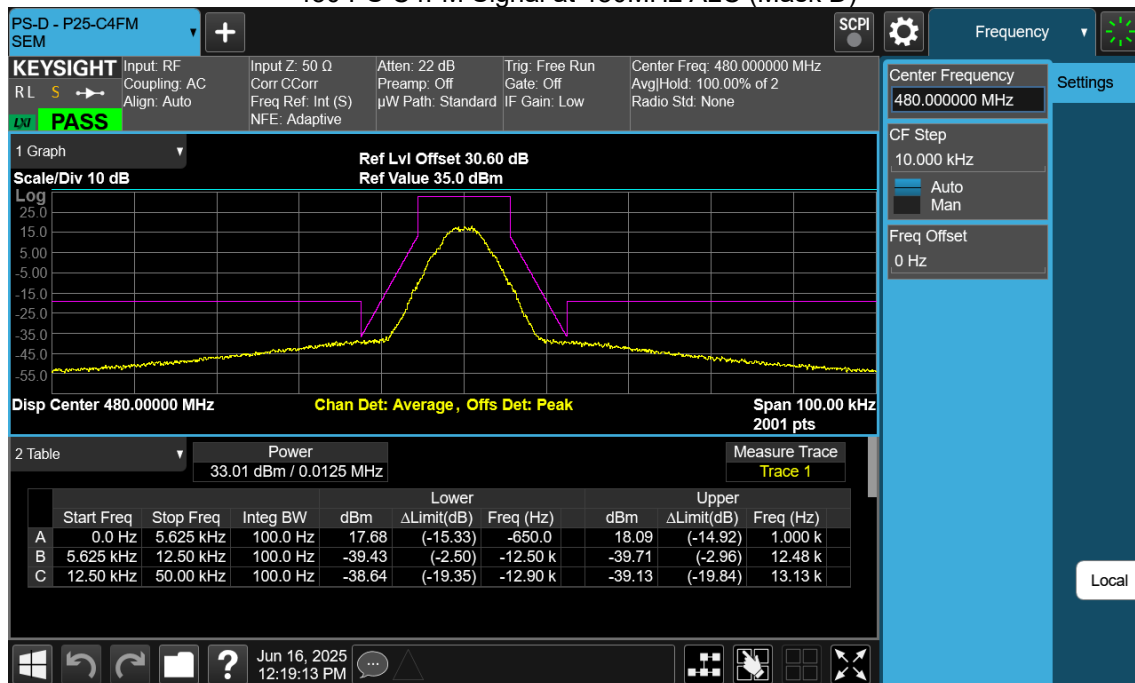 PS-D - P25-C4FM
SEM
SCPI
Frequency
KEYSIGHT
RL S
LXI PASS
Input: RF
Coupling: AC
Align: Auto
Input Z: 50 Ω
Corr CCorr
Freq Ref: Int (S)
NFE: Adaptive
Atten: 22 dB
Preamp: Off
µW Path: Standard
Trig: Free Run
Gate: Off
IF Gain: Low
Center Freq: 480.000000 MHz
Avg|Hold: 100.00% of 2
Radio Std: None
Center Frequency
480.000000 MHz
Settings
CF Step
10.000 kHz
Auto
Man
Freq Offset
0 Hz
1 Graph
Scale/Div 10 dB
Ref Lvl Offset 30.60 dB
Ref Value 35.0 dBm
Log
25.0
15.0
5.00
-5.00
-15.0
-25.0
-35.0
-45.0
-55.0
Disp Center 480.00000 MHz
Chan Det: Average , Offs Det: Peak
Span 100.00 kHz
2001 pts
2 Table
Power
33.01 dBm / 0.0125 MHz
Measure Trace
Trace 1
Lower Upper
Start Freq Stop Freq Integ BW dBm ΔLimit(dB) Freq (Hz) dBm ΔLimit(dB) Freq (Hz)
A 0.0 Hz 5.625 kHz 100.0 Hz 17.68 (-15.33) -650.0 18.09 (-14.92) 1.000 k
B 5.625 kHz 12.50 kHz 100.0 Hz -39.43 (-2.50) -12.50 k -39.71 (-2.96) 12.48 k
C 12.50 kHz 50.00 kHz 100.0 Hz -38.64 (-19.35) -12.90 k -39.13 (-19.84) 13.13 k
Local
Jun 16, 2025
12:19:13 PM